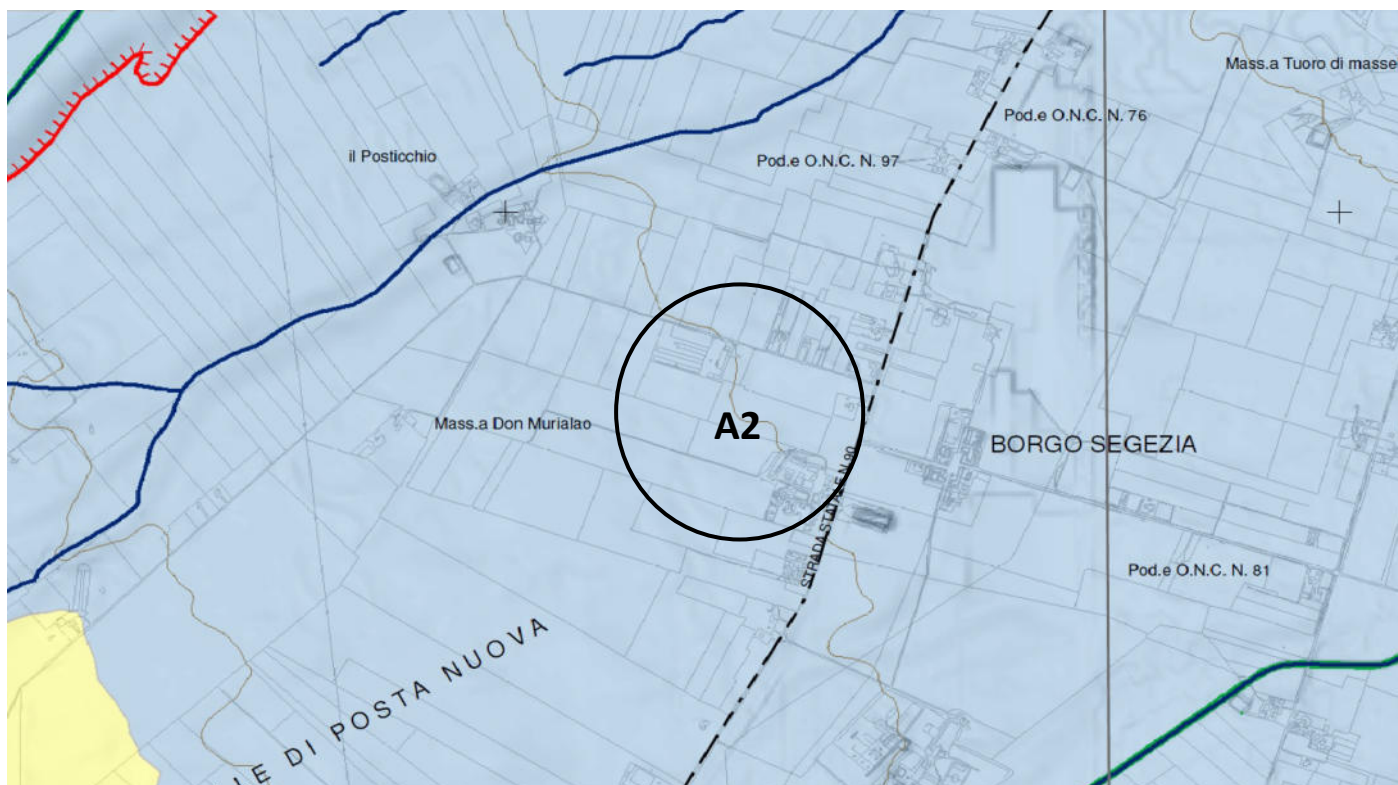 Mass.a Tuoro di masse
Pod.e O.N.C. N. 76
il Posticchio
Pod.e O.N.C. N. 97
Mass.a Don Murialao
A2
BORGO SEGEZIA
STRADA STATALE N. 90
Pod.e O.N.C. N. 81
LE DI POSTA NUOVA